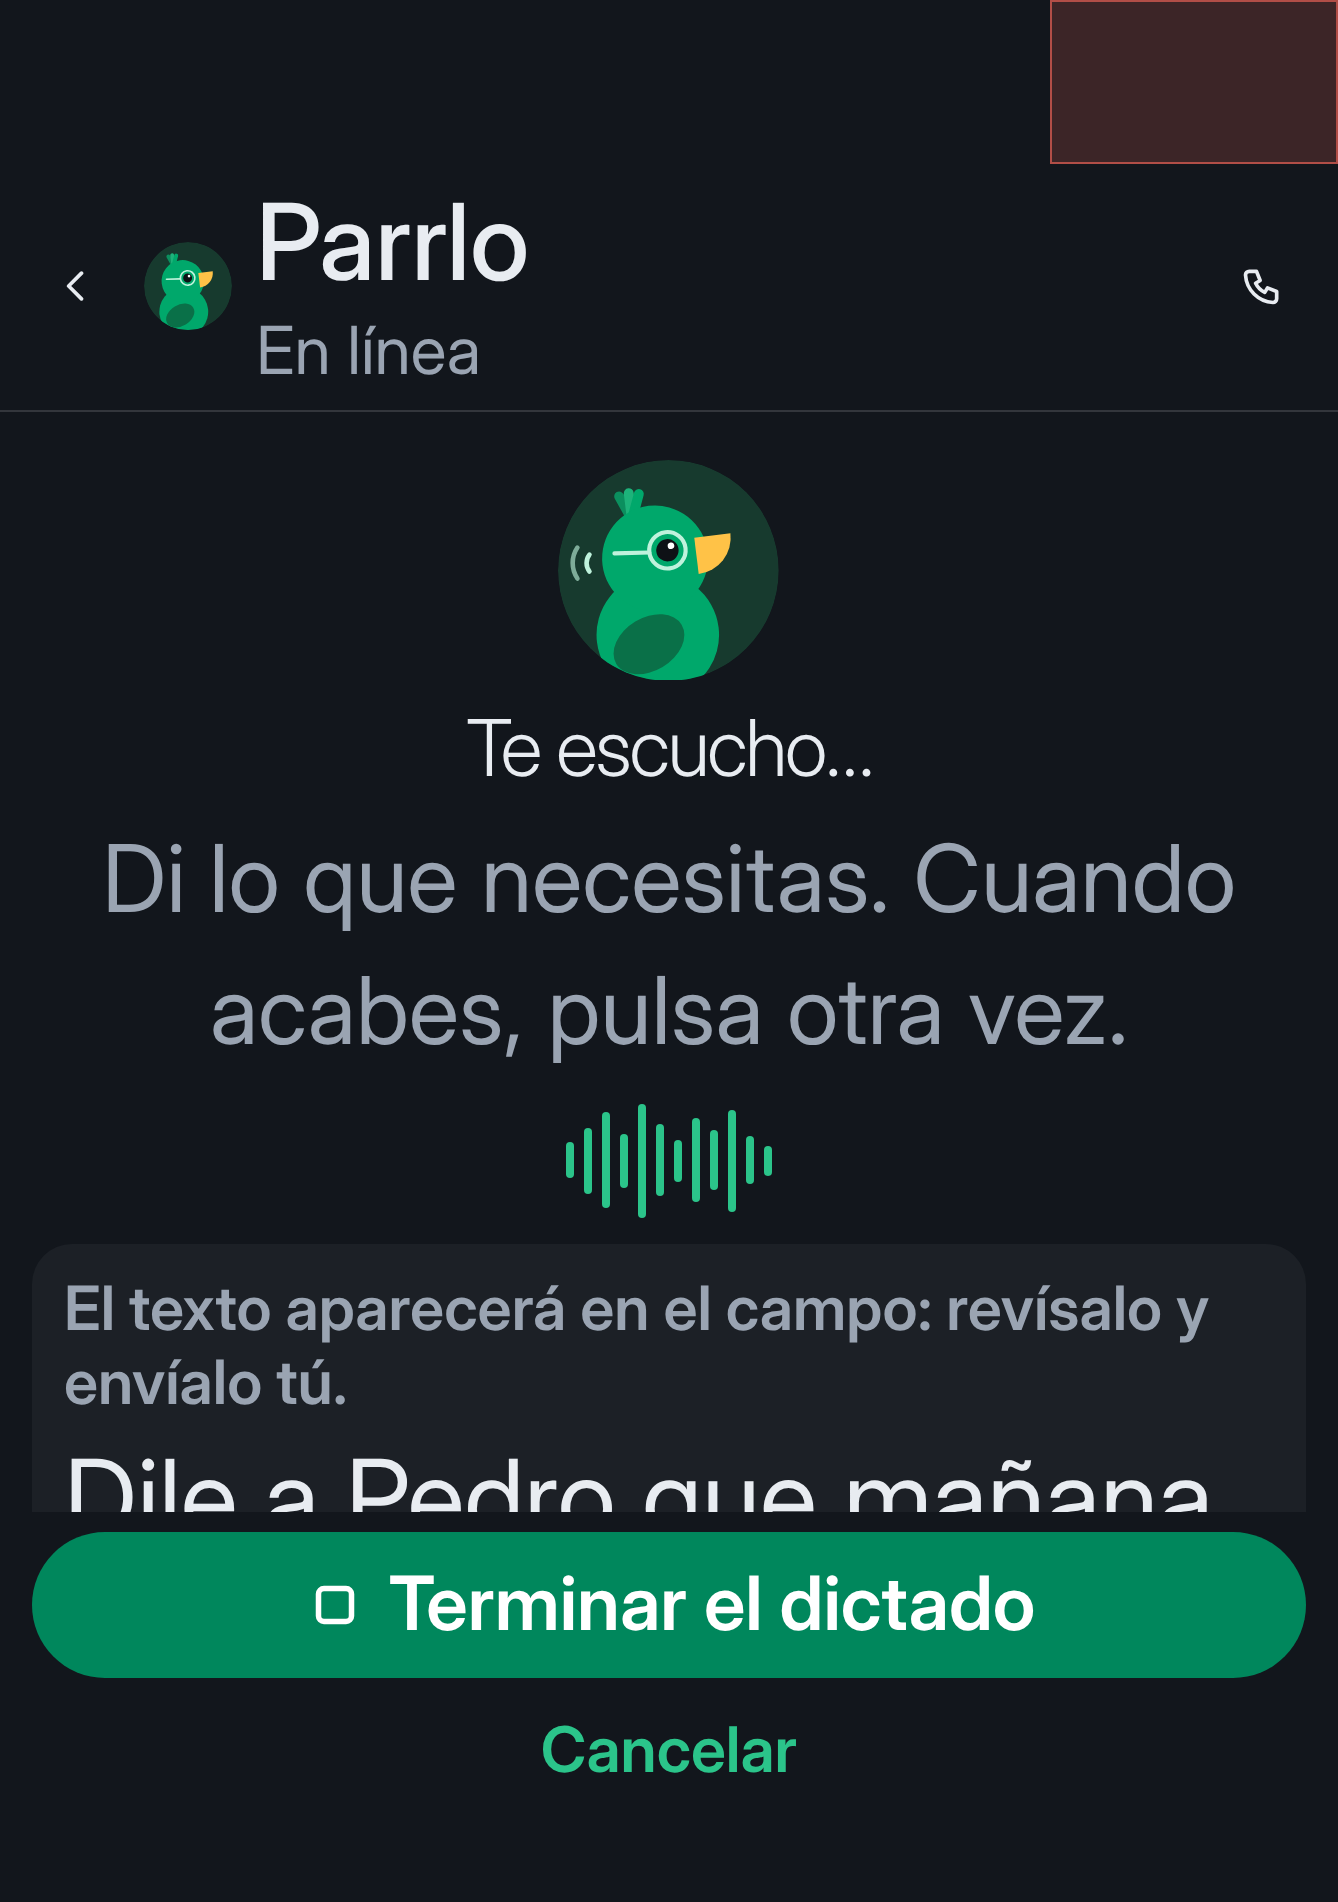 Parrlo
En línea
Te escucho...
Di lo que necesitas. Cuando
acabes, pulsa otra vez.
El texto aparecerá en el campo: revísalo y
envíalo tú.
Dile a Pedro que mañana
Terminar el dictado
Cancelar